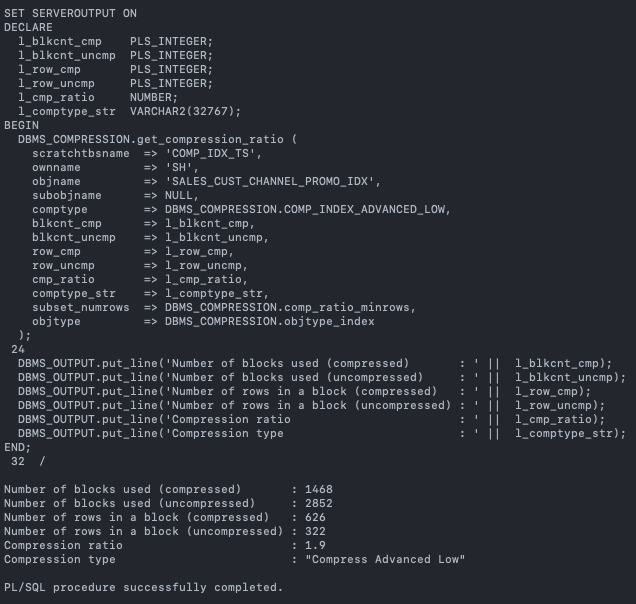 SET SERVEROUTPUT ON
DECLARE
  l_blkcnt_cmp    PLS_INTEGER;
  l_blkcnt_uncmp  PLS_INTEGER;
  l_row_cmp       PLS_INTEGER;
  l_row_uncmp     PLS_INTEGER;
  l_cmp_ratio     NUMBER;
  l_comptype_str  VARCHAR2(32767);
BEGIN
  DBMS_COMPRESSION.get_compression_ratio (
    scratchtbsname  => 'COMP_IDX_TS',
    ownname         => 'SH',
    objname         => 'SALES_CUST_CHANNEL_PROMO_IDX',
    subobjname      => NULL,
    comptype        => DBMS_COMPRESSION.COMP_INDEX_ADVANCED_LOW,
    blkcnt_cmp      => l_blkcnt_cmp,
    blkcnt_uncmp    => l_blkcnt_uncmp,
    row_cmp         => l_row_cmp,
    row_uncmp       => l_row_uncmp,
    cmp_ratio       => l_cmp_ratio,
    comptype_str    => l_comptype_str,
    subset_numrows  => DBMS_COMPRESSION.comp_ratio_minrows,
    objtype         => DBMS_COMPRESSION.objtype_index
  );
 24
  DBMS_OUTPUT.put_line('Number of blocks used (compressed)       : ' ||  l_blkcnt_cmp);
  DBMS_OUTPUT.put_line('Number of blocks used (uncompressed)     : ' ||  l_blkcnt_uncmp);
  DBMS_OUTPUT.put_line('Number of rows in a block (compressed)   : ' ||  l_row_cmp);
  DBMS_OUTPUT.put_line('Number of rows in a block (uncompressed) : ' ||  l_row_uncmp);
  DBMS_OUTPUT.put_line('Compression ratio                        : ' ||  l_cmp_ratio);
  DBMS_OUTPUT.put_line('Compression type                         : ' ||  l_comptype_str);
END;
 32  /
Number of blocks used (compressed)       : 1468
Number of blocks used (uncompressed)     : 2852
Number of rows in a block (compressed)   : 626
Number of rows in a block (uncompressed) : 322
Compression ratio                        : 1.9
Compression type                         : "Compress Advanced Low"
PL/SQL procedure successfully completed.